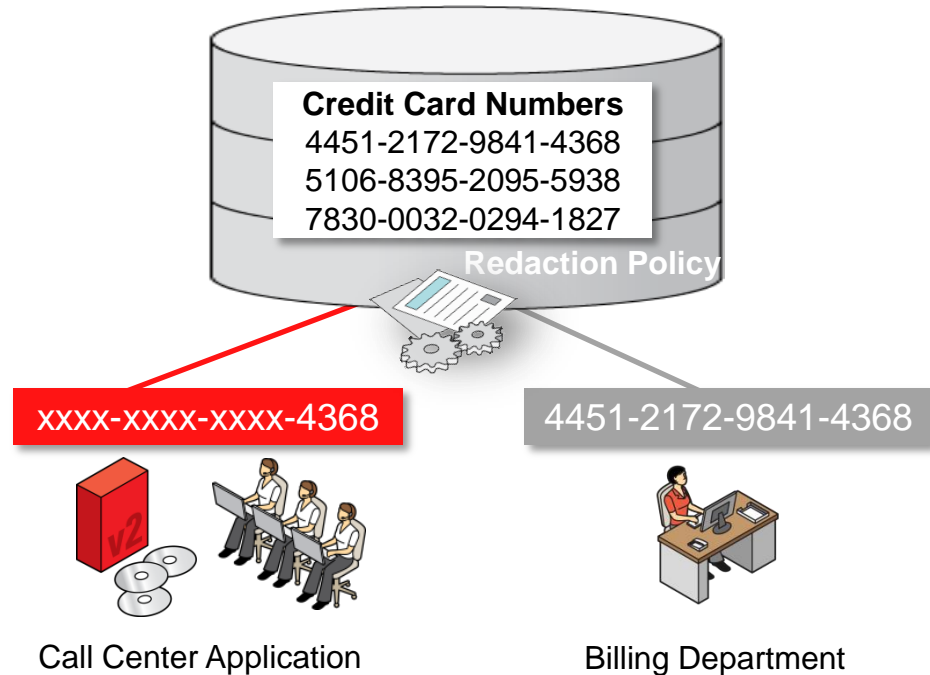 Credit Card Numbers
4451-2172-9841-4368
5106-8395-2095-5938
7830-0032-0294-1827
Redaction Policy
xxxx-xxxx-xxxx-4368
4451-2172-9841-4368
v2
Call Center Application
Billing Department